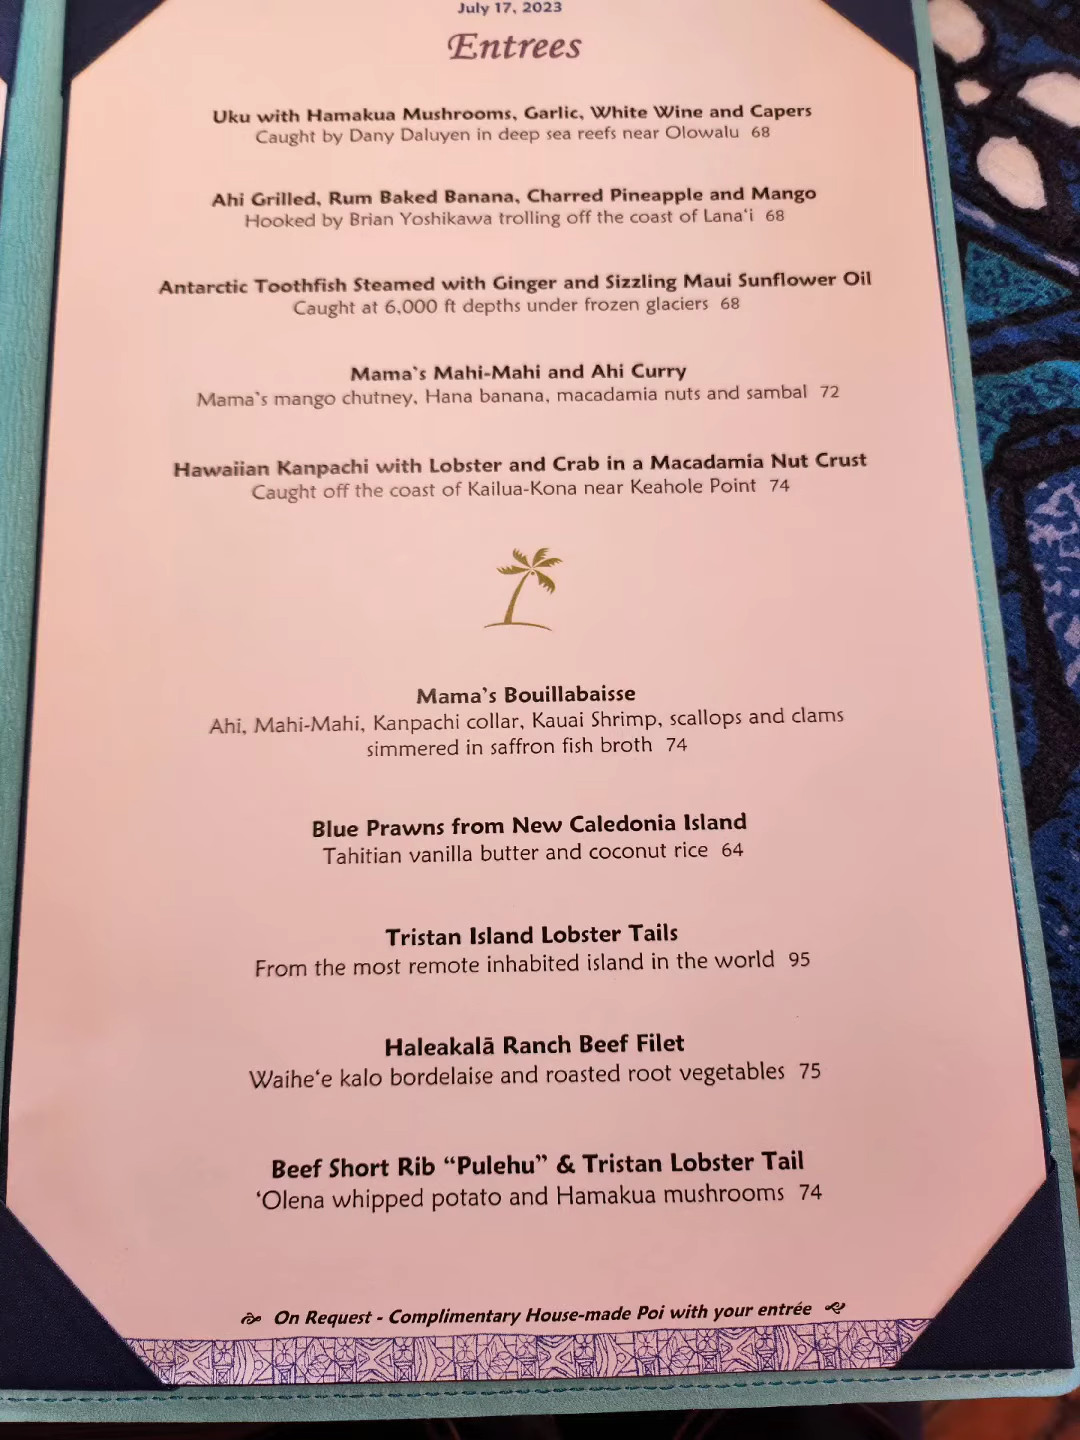 July 17, 2023
Entrees
Uku with Hamakua Mushrooms, Garlic, White Wine and Capers
Caught by Dany Daluyen in deep sea reefs near Olowalu 68
Ahi Grilled, Rum Baked Banana, Charred Pineapple and Mango
Hooked by Brian Yoshikawa trolling off the coast of Lana'i 68
Antarctic Toothfish Steamed with Ginger and Sizzling Maui Sunflower Oil
Caught at 6,000 ft depths under frozen glaciers 68
Mama's Mahi-Mahi and Ahi Curry
Mama's mango chutney, Hana banana, macadamia nuts and sambal 72
Hawaiian Kanpachi with Lobster and Crab in a Macadamia Nut Crust
Caught off the coast of Kailua-Kona near Keahole Point 74
Mama's Bouillabaisse
Ahi, Mahi-Mahi, Kanpachi collar, Kauai Shrimp, scallops and clams
simmered in saffron fish broth 74
Blue Prawns from New Caledonia Island
Tahitian vanilla butter and coconut rice 64
Tristan Island Lobster Tails
From the most remote inhabited island in the world 95
Haleakalā Ranch Beef Filet
Waihe‘e kalo bordelaise and roasted root vegetables 75
Beef Short Rib “Pulehu” & Tristan Lobster Tail
‘Olena whipped potato and Hamakua mushrooms 74
On Request - Complimentary House-made Poi with your entrée